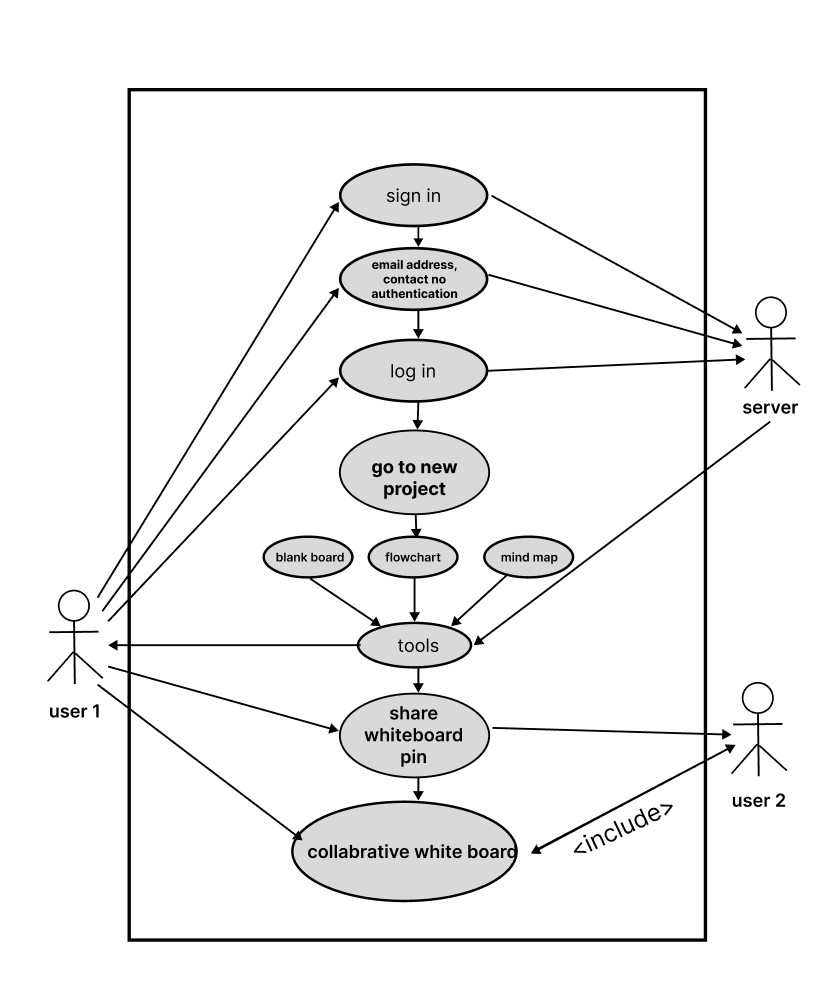 sign in
email address,
contact no
authentication
log in
server
go to new
project
blank board
flowchart
mind map
tools
user 1
share
whiteboard
pin
user 2
<include>
collabrative white board